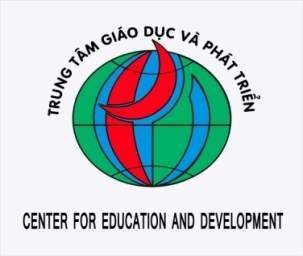 TRUNG TÂM GIÁO DỤC VÀ PHÁT TRIỂN
CENTER FOR EDUCATION AND DEVELOPMENT